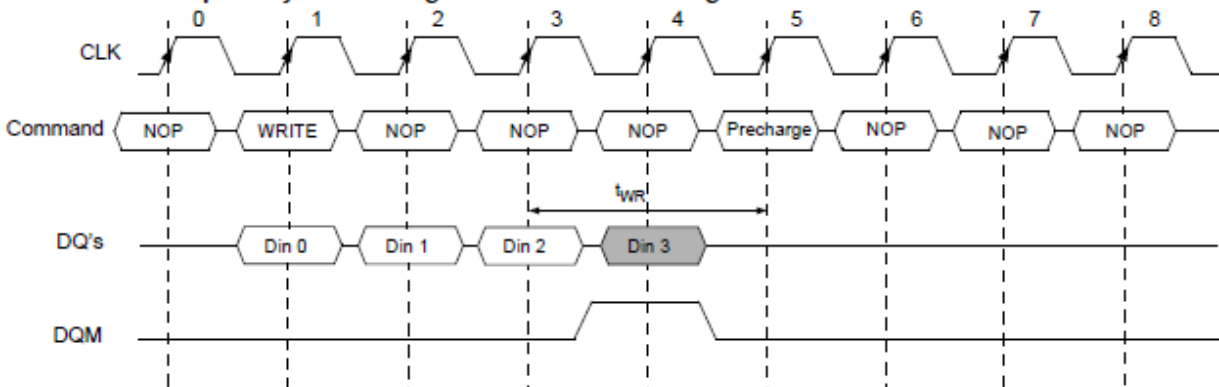 0 1 2 3 4 5 6 7 8
CLK
Command NOP WRITE NOP NOP NOP Precharge NOP NOP NOP
tWR
DQ's Din 0 Din 1 Din 2 Din 3
DQM